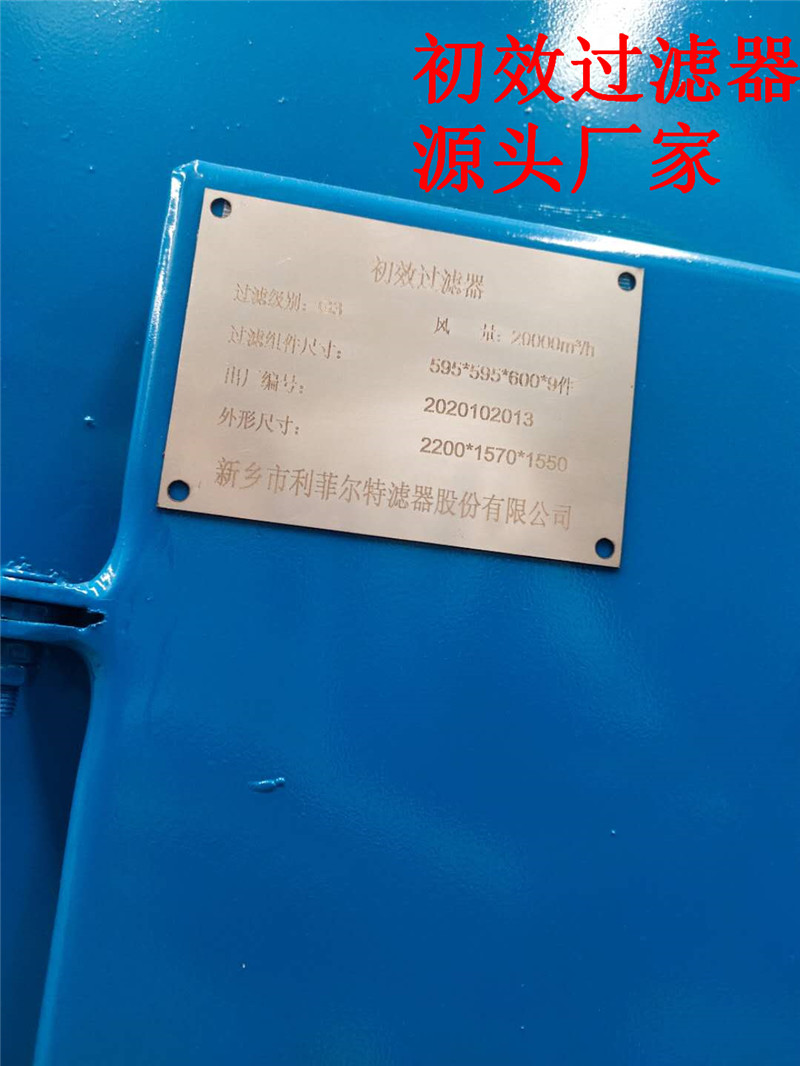 初效过滤器
源头厂家
初效过滤器
过滤级别: 风 量: 20000m³/h
过滤组件尺寸: 595*595*600*9件
出厂编号: 2020102013
外形尺寸: 2200*1570*1550
新乡市利菲尔特滤器股份有限公司